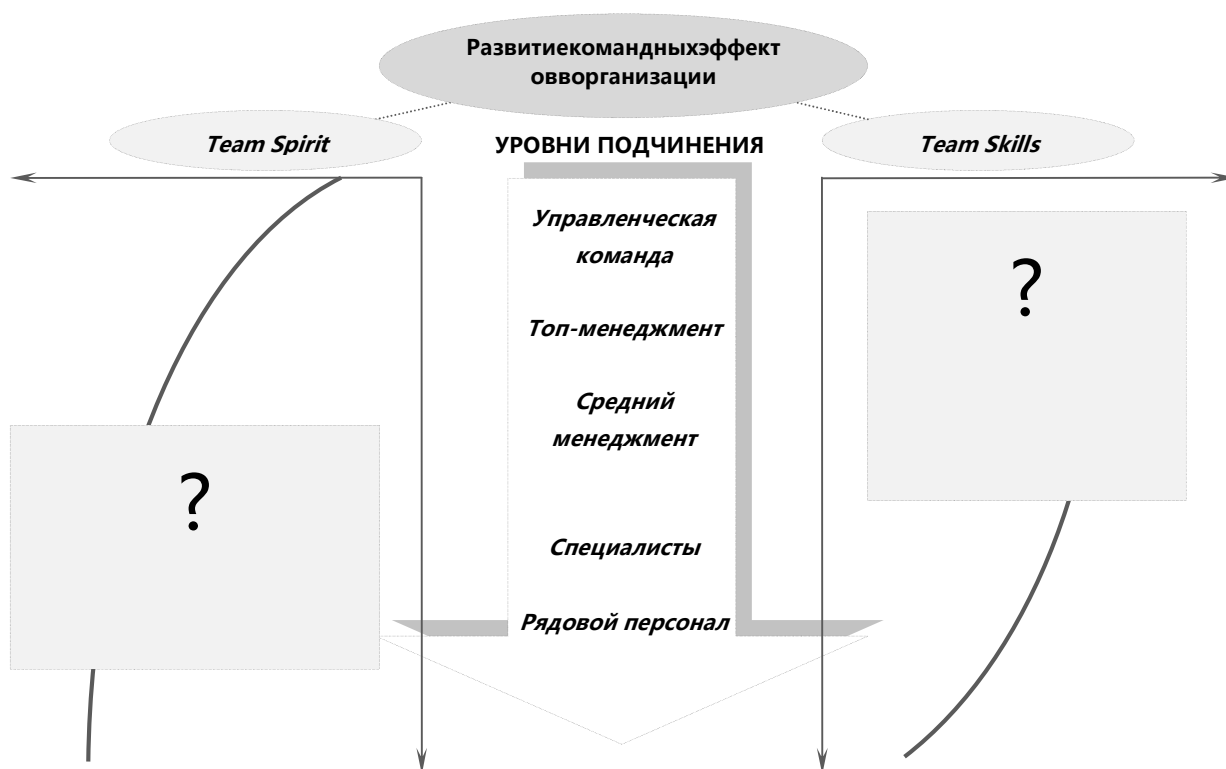 Развитиекомандныхэффект
овворганизации
Team Spirit
УРОВНИ ПОДЧИНЕНИЯ
Team Skills
Управленческая
команда
?
Топ-менеджмент
Средний
менеджмент
?
Специалисты
Рядовой персонал